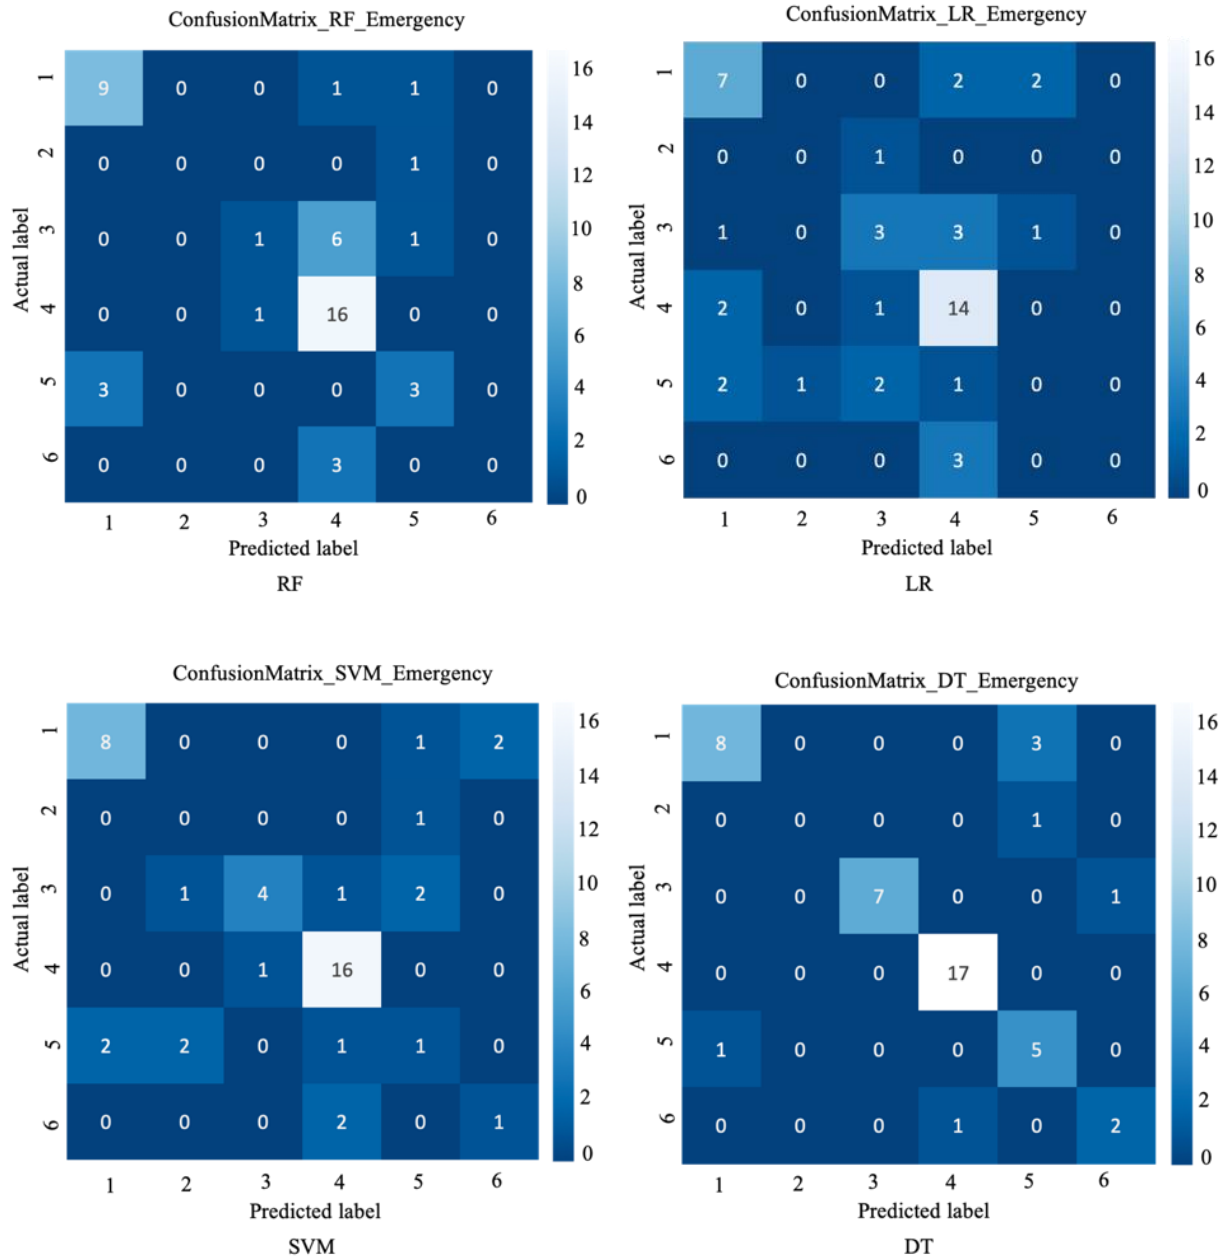 ConfusionMatrix_RF_Emergency
Actual label
1 9 0 0 1 1 0
2 0 0 0 0 1 0
3 0 0 1 6 1 0
4 0 0 1 16 0 0
5 3 0 0 0 3 0
6 0 0 0 3 0 0
1 2 3 4 5 6
Predicted label
16
14
12
10
8
6
4
2
0
RF
ConfusionMatrix_LR_Emergency
Actual label
1 7 0 0 2 2 0
2 0 0 1 0 0 0
3 1 0 3 3 1 0
4 2 0 1 14 0 0
5 2 1 2 1 0 0
6 0 0 0 3 0 0
1 2 3 4 5 6
Predicted label
16
14
12
10
8
6
4
2
0
LR
ConfusionMatrix_SVM_Emergency
Actual label
1 8 0 0 0 1 2
2 0 0 0 0 1 0
3 0 1 4 1 2 0
4 0 0 1 16 0 0
5 2 2 0 1 1 0
6 0 0 0 2 0 1
1 2 3 4 5 6
Predicted label
16
14
12
10
8
6
4
2
0
SVM
ConfusionMatrix_DT_Emergency
Actual label
1 8 0 0 0 3 0
2 0 0 0 0 1 0
3 0 0 7 0 0 1
4 0 0 0 17 0 0
5 1 0 0 0 5 0
6 0 0 0 1 0 2
1 2 3 4 5 6
Predicted label
16
14
12
10
8
6
4
2
0
DT